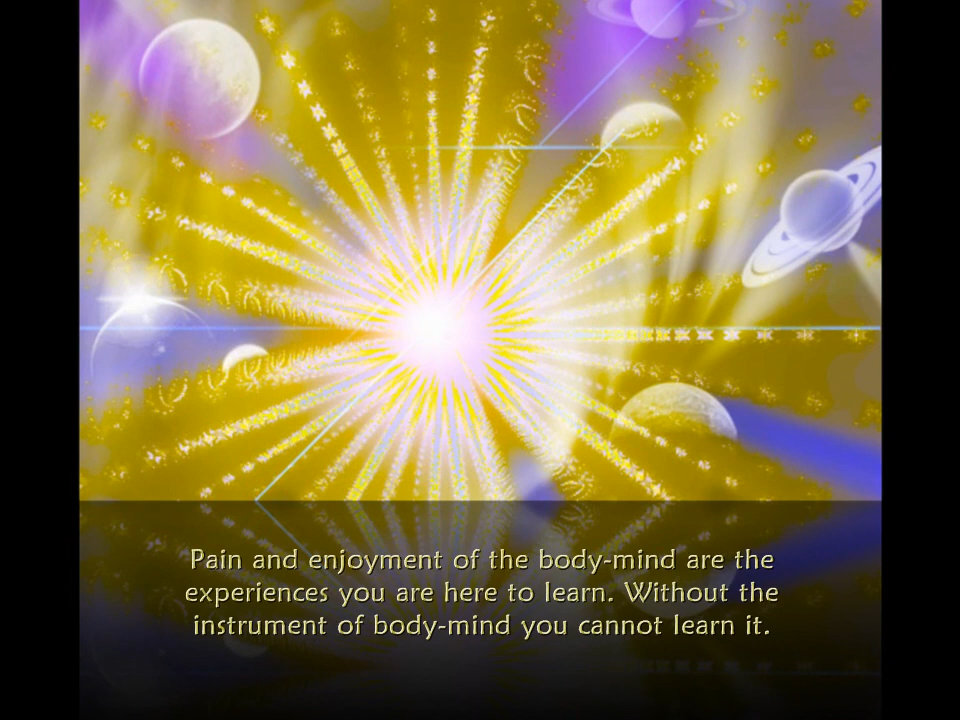 Pain and enjoyment of the body-mind are the
experiences you are here to learn. Without the
instrument of body-mind you cannot learn it.